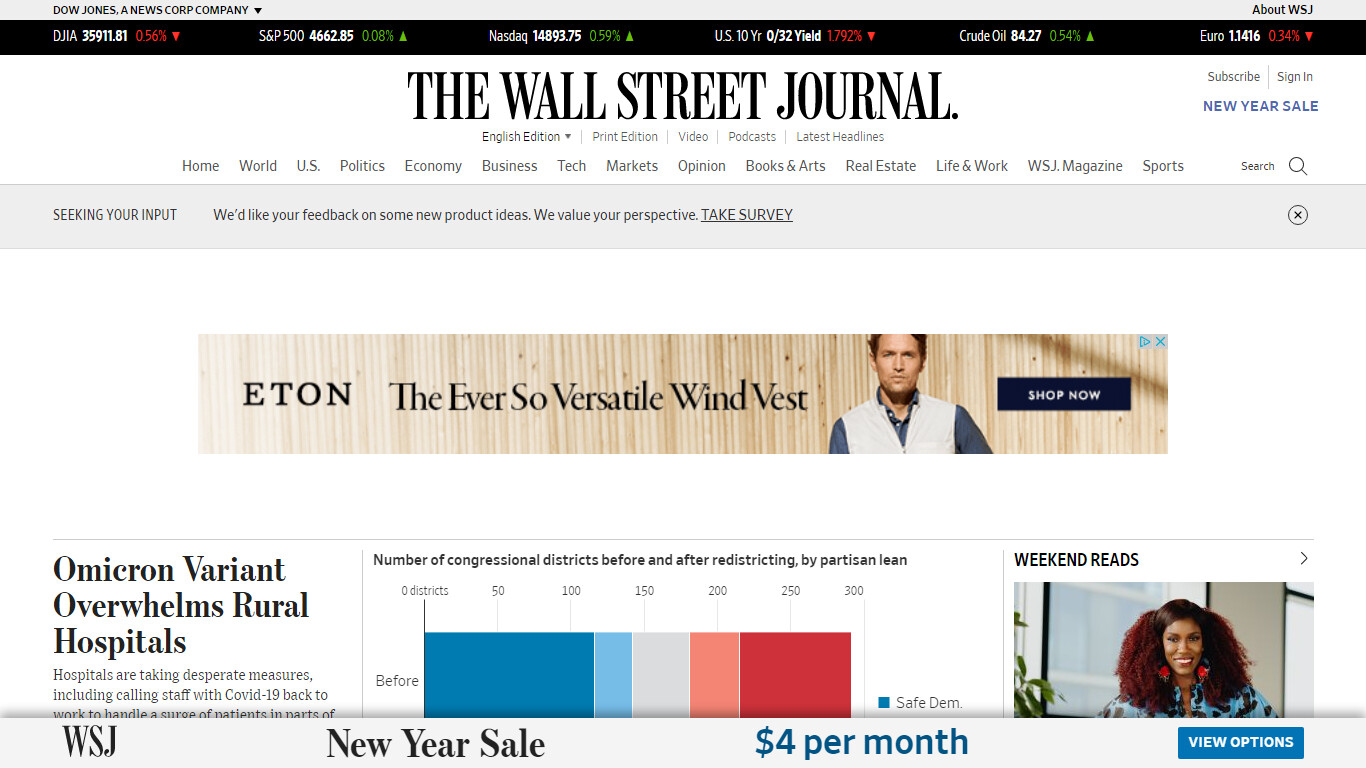 DOW JONES, A NEWS CORP COMPANY ▼ About WSJ
DJIA 35911.81 0.56% ▼ S&P 500 4662.85 0.08% ▲ Nasdaq 14893.75 0.59% ▲ U.S. 10 Yr 0/32 Yield 1.792% ▼ Crude Oil 84.27 0.54% ▲ Euro 1.1416 0.34% ▼
Subscribe Sign In
THE WALL STREET JOURNAL.
NEW YEAR SALE
English Edition ▼ Print Edition Video Podcasts Latest Headlines
Home World U.S. Politics Economy Business Tech Markets Opinion Books & Arts Real Estate Life & Work WSJ. Magazine Sports Search
SEEKING YOUR INPUT We'd like your feedback on some new product ideas. We value your perspective. TAKE SURVEY
ETON The Ever So Versatile Wind Vest SHOP NOW
Omicron Variant
Overwhelms Rural
Hospitals
Hospitals are taking desperate measures,
including calling staff with Covid-19 back to
work to handle a surge of patients in parts of
Number of congressional districts before and after redistricting, by partisan lean
0 districts 50 100 150 200 250 300
Before
Safe Dem.
WEEKEND READS
WSJ New Year Sale $4 per month VIEW OPTIONS